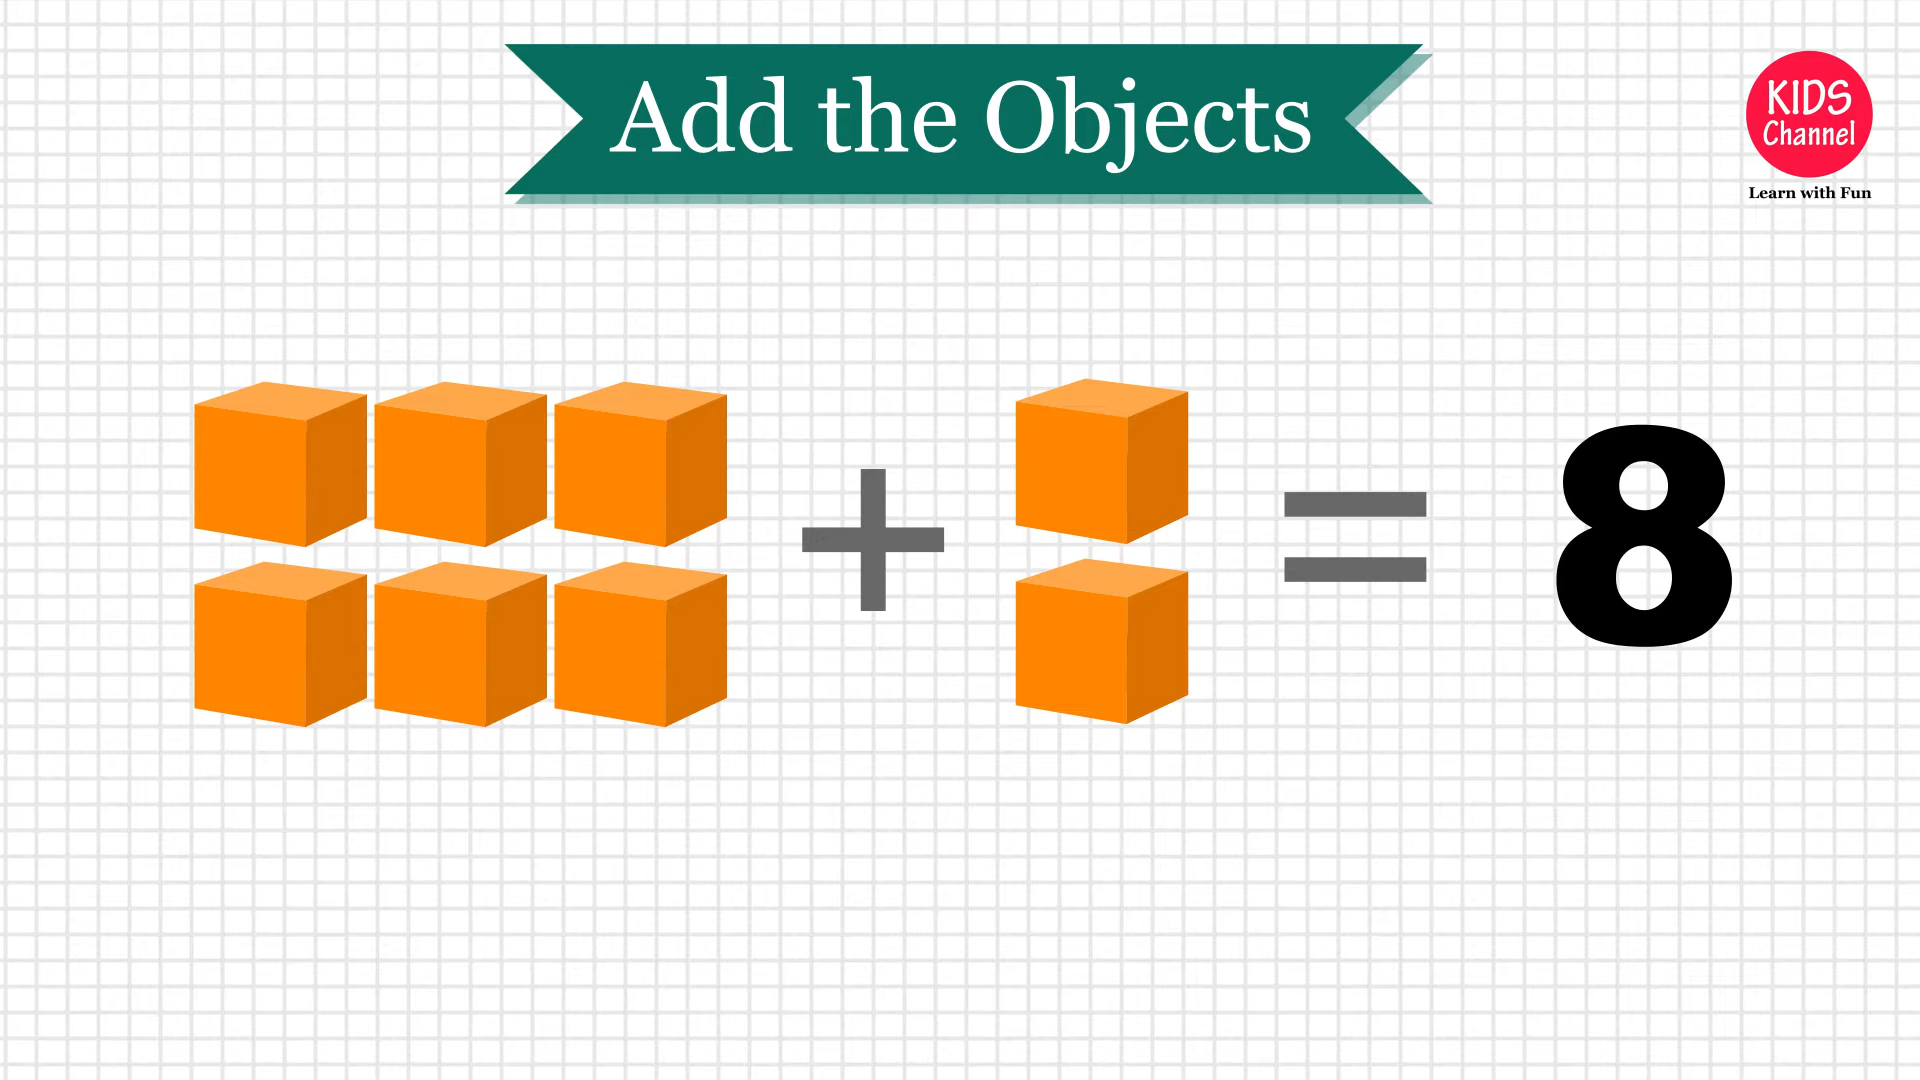 Add the Objects
KIDS
Channel
Learn with Fun
+ = 8